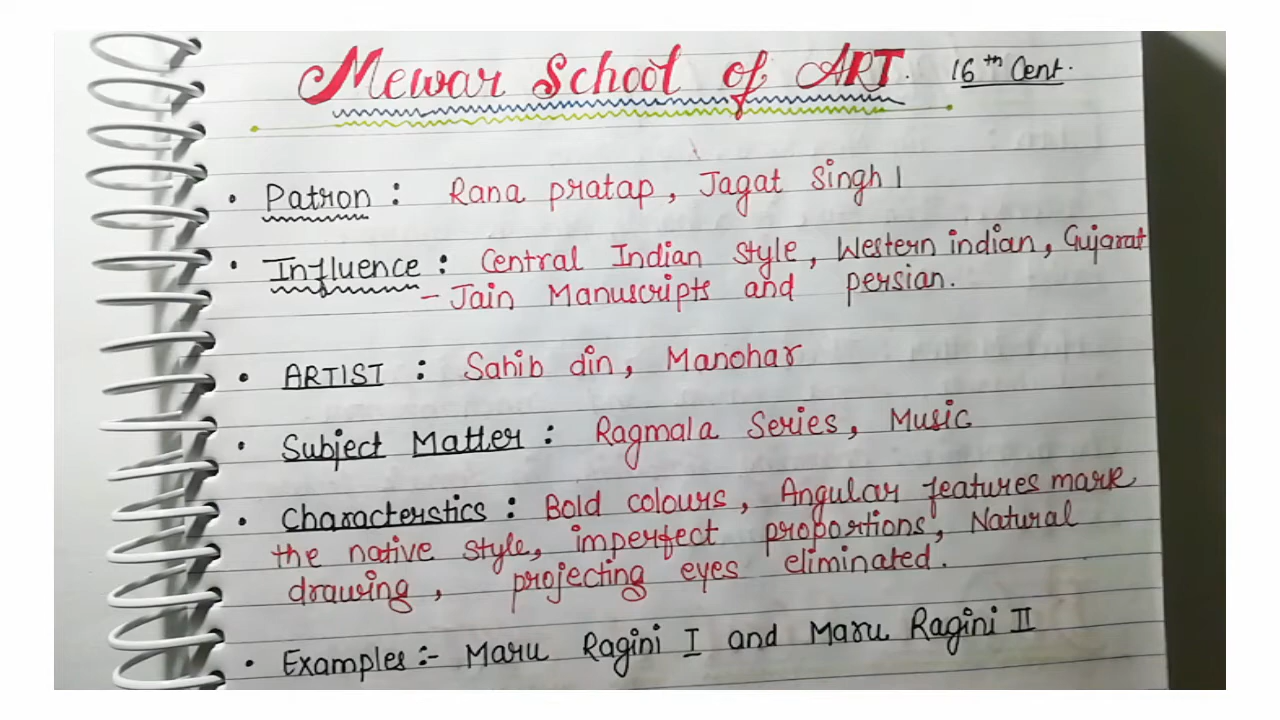 Mewar School of ART. 16th Cent.
• Patron : Rana pratap, Jagat Singh I
• Influence : Central Indian Style, Western indian, Gujarat
– Jain Manuscripts and persian.
• ARTIST : Sahib din, Manohar
• Subject Matter : Ragmala Series, Music
• Characterstics : Bold colours, Angular features mark
the native style, imperfect proportions, Natural
drawing, projecting eyes eliminated.
• Examples :- Maru Ragini I and Maru Ragini II